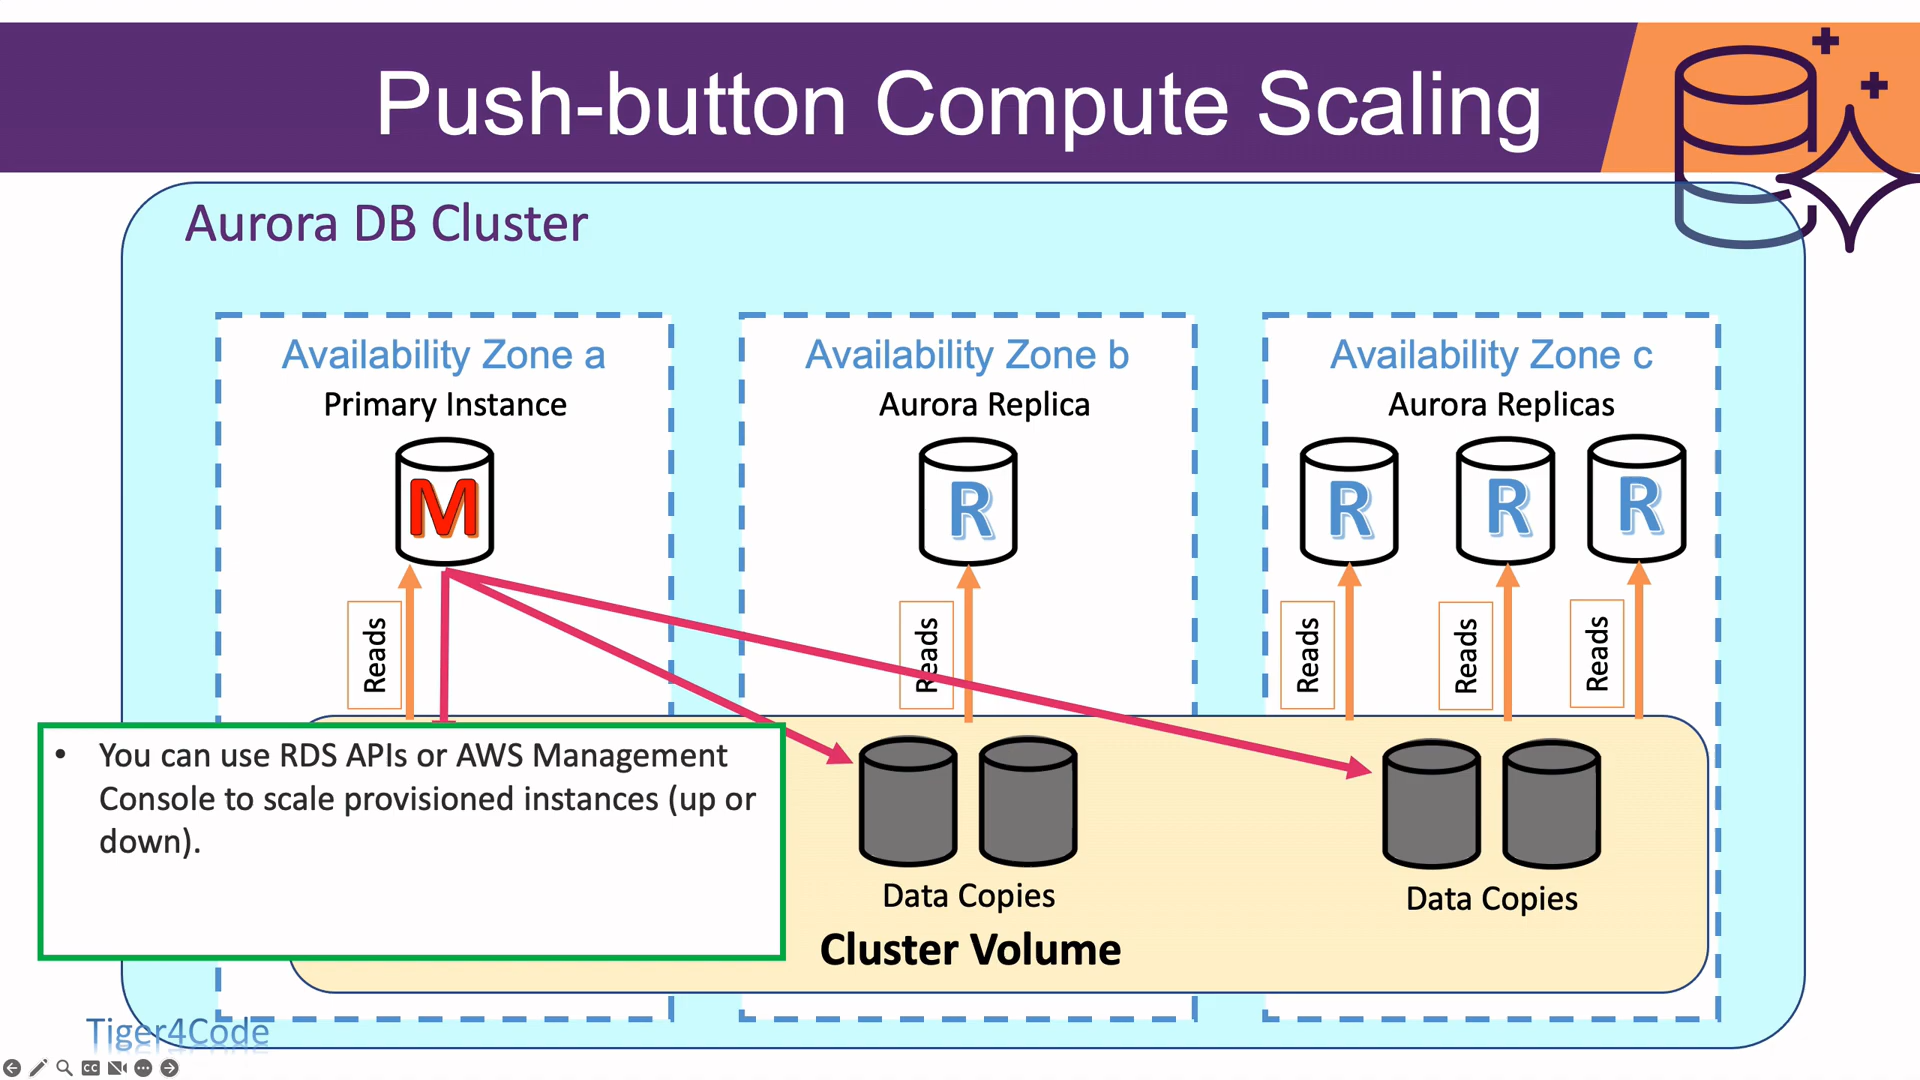 Push-button Compute Scaling
Aurora DB Cluster
Availability Zone a
Primary Instance
M
Reads
Availability Zone b
Aurora Replica
R
Reads
Availability Zone c
Aurora Replicas
R
R
R
Reads
Reads
Reads
• You can use RDS APIs or AWS Management
Console to scale provisioned instances (up or
down).
Data Copies
Data Copies
Cluster Volume
Tiger4Code
CC